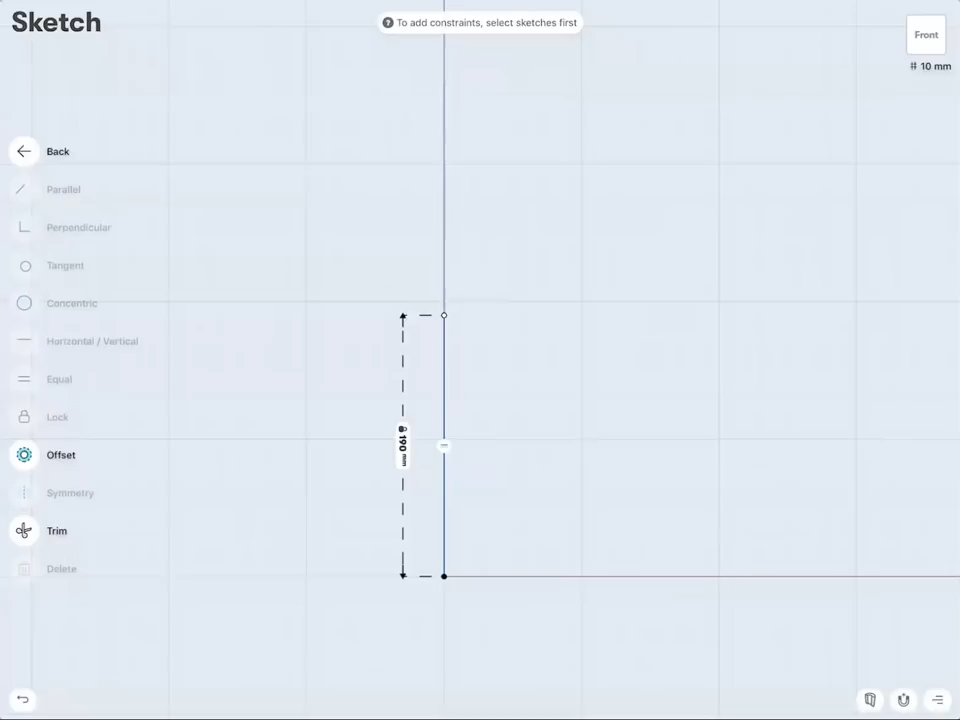 Sketch
To add constraints, select sketches first
Front
10 mm
Back
Parallel
Perpendicular
Tangent
Concentric
Horizontal / Vertical
Equal
Lock
190 mm
Offset
Symmetry
Trim
Delete